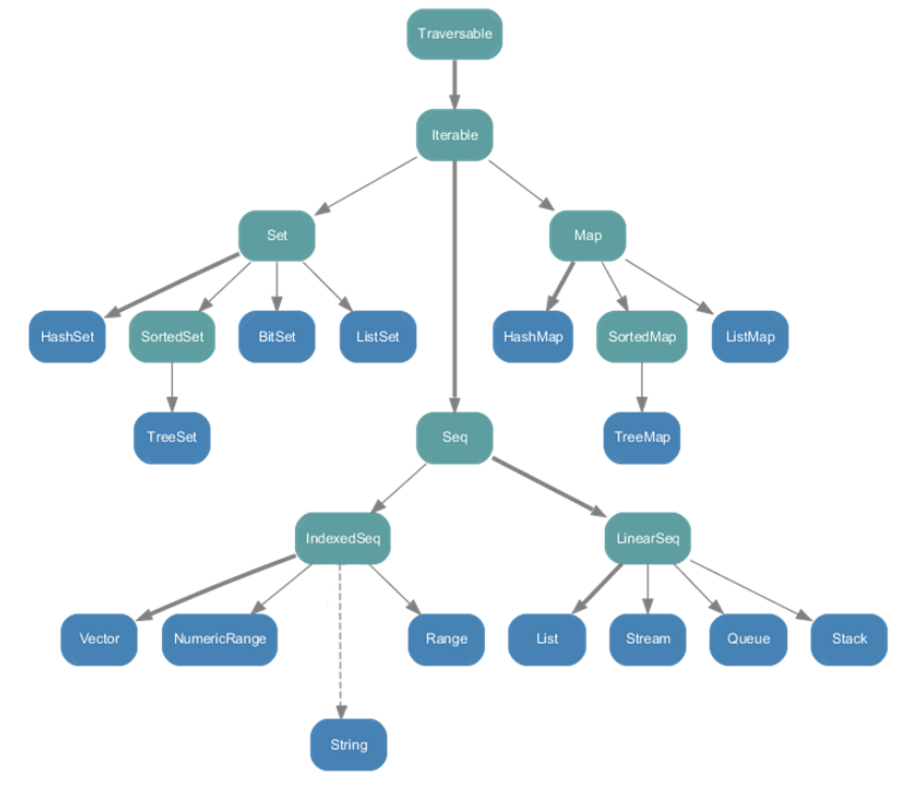 Traversable
Iterable
Set
Map
HashSet
SortedSet
BitSet
ListSet
HashMap
SortedMap
ListMap
TreeSet
Seq
TreeMap
IndexedSeq
LinearSeq
Vector
NumericRange
Range
List
Stream
Queue
Stack
String